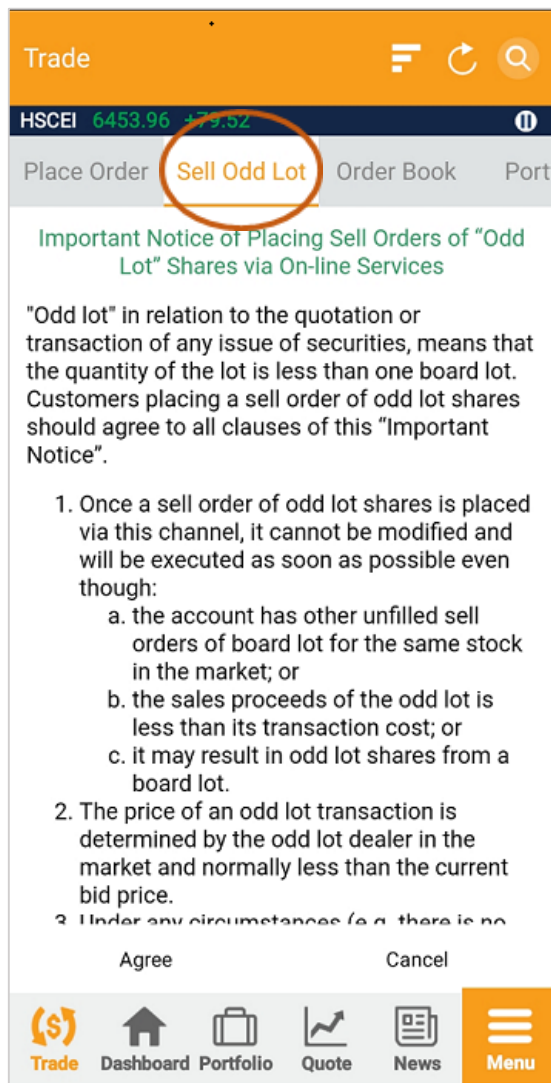 Trade
HSCEI 6453.96 +79.52
Place Order Sell Odd Lot Order Book Port
Important Notice of Placing Sell Orders of “Odd
Lot” Shares via On-line Services
"Odd lot" in relation to the quotation or
transaction of any issue of securities, means that
the quantity of the lot is less than one board lot.
Customers placing a sell order of odd lot shares
should agree to all clauses of this “Important
Notice”.
1. Once a sell order of odd lot shares is placed
via this channel, it cannot be modified and
will be executed as soon as possible even
though:
a. the account has other unfilled sell
orders of board lot for the same stock
in the market; or
b. the sales proceeds of the odd lot is
less than its transaction cost; or
c. it may result in odd lot shares from a
board lot.
2. The price of an odd lot transaction is
determined by the odd lot dealer in the
market and normally less than the current
bid price.
3. Under any circumstances (e.g. there is no
Agree Cancel
Trade Dashboard Portfolio Quote News Menu